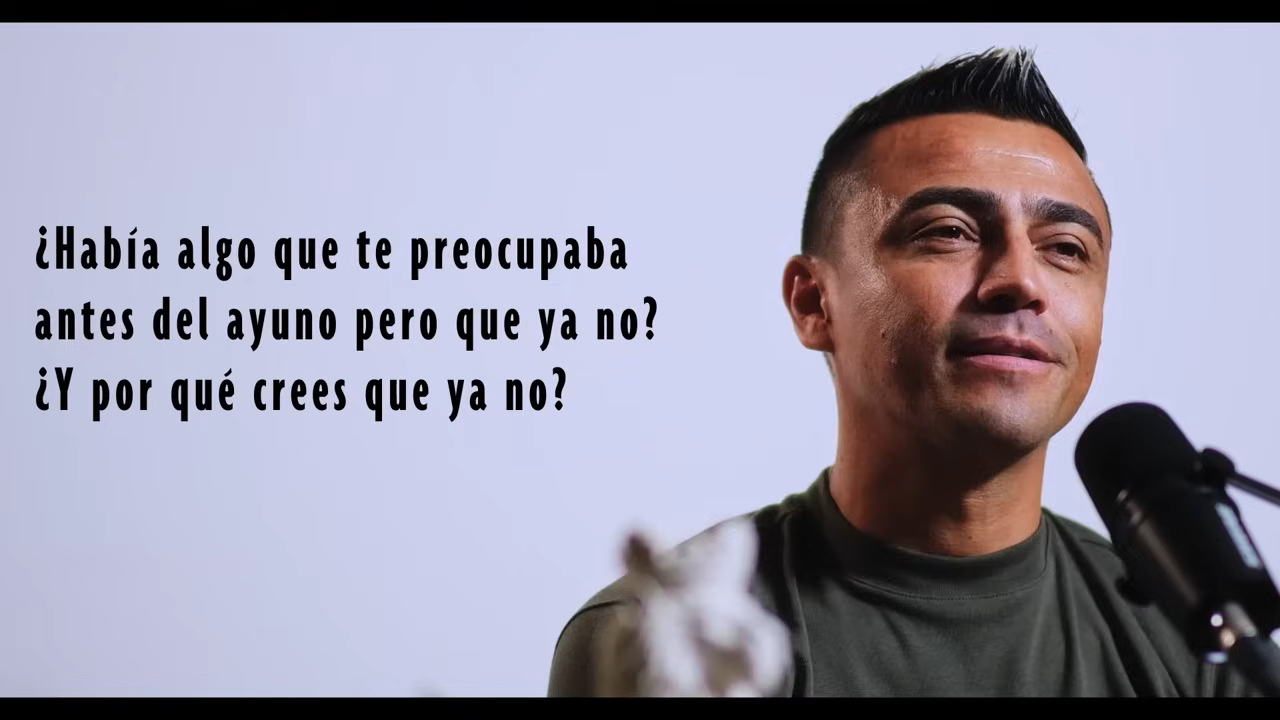 ¿Había algo que te preocupaba
antes del ayuno pero que ya no?
¿Y por qué crees que ya no?